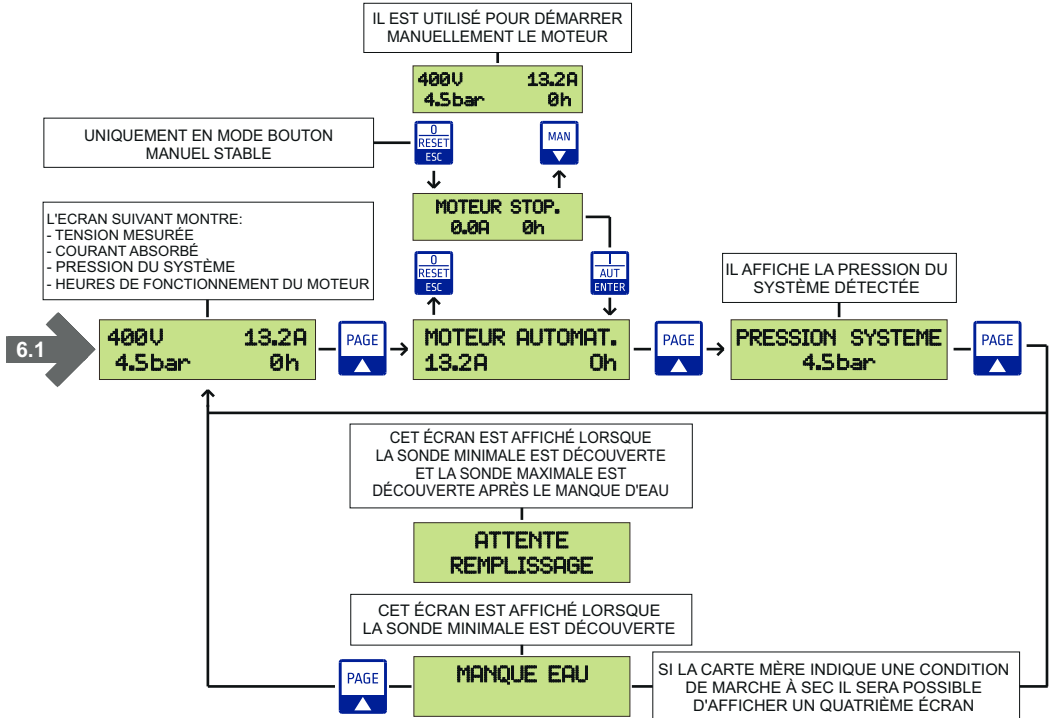 IL EST UTILISÉ POUR DÉMARRER
MANUELLEMENT LE MOTEUR
400V 13.2A
4.5bar 0h
UNIQUEMENT EN MODE BOUTON
MANUEL STABLE
0
RESET
ESC
MAN
MOTEUR STOP.
0.0A 0h
L'ECRAN SUIVANT MONTRE:
- TENSION MESURÉE
- COURANT ABSORBÉ
- PRESSION DU SYSTÈME
- HEURES DE FONCTIONNEMENT DU MOTEUR
0
RESET
ESC
I
AUT
ENTER
IL AFFICHE LA PRESSION DU
SYSTÈME DÉTECTÉE
6.1
400V 13.2A
4.5bar 0h
PAGE
MOTEUR AUTOMAT.
13.2A Oh
PAGE
PRESSION SYSTEME
4.5bar
PAGE
CET ÉCRAN EST AFFICHÉ LORSQUE
LA SONDE MINIMALE EST DÉCOUVERTE
ET LA SONDE MAXIMALE EST
DÉCOUVERTE APRÈS LE MANQUE D'EAU
ATTENTE
REMPLISSAGE
CET ÉCRAN EST AFFICHÉ LORSQUE
LA SONDE MINIMALE EST DÉCOUVERTE
PAGE
MANQUE EAU
SI LA CARTE MÈRE INDIQUE UNE CONDITION
DE MARCHE À SEC IL SERA POSSIBLE
D'AFFICHER UN QUATRIÈME ÉCRAN